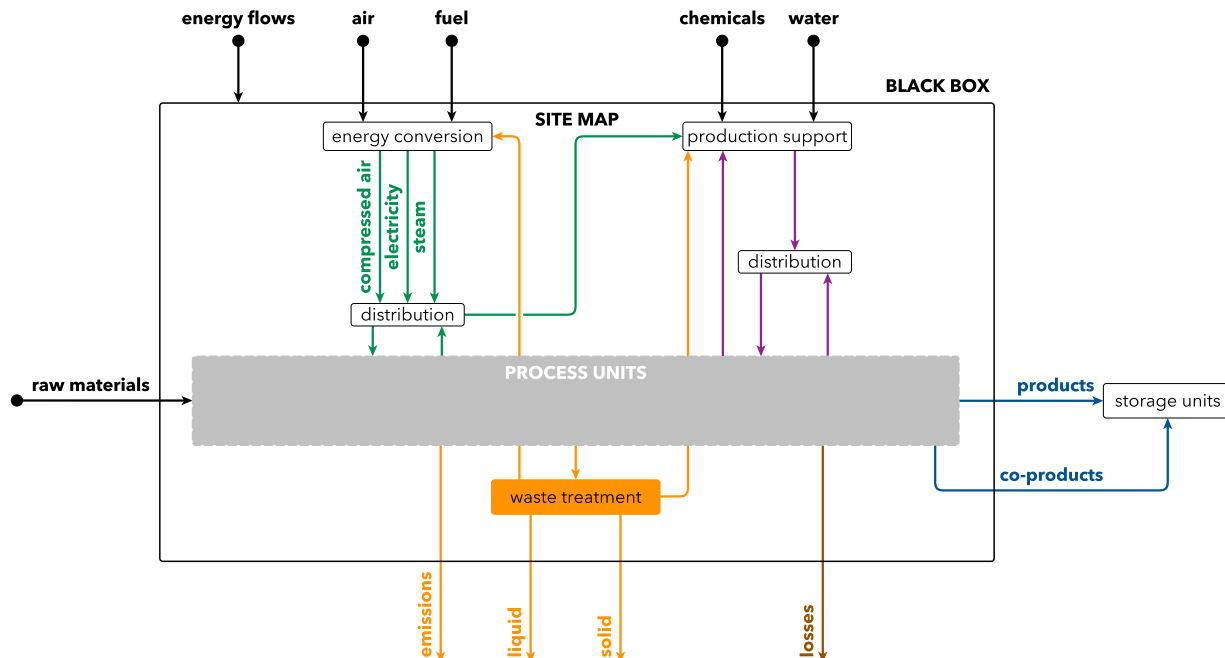 energy flows
air
fuel
chemicals
water
BLACK BOX
SITE MAP
energy conversion
production support
compressed air
electricity
steam
distribution
distribution
PROCESS UNITS
raw materials
products
storage units
co-products
waste treatment
emissions
liquid
solid
losses